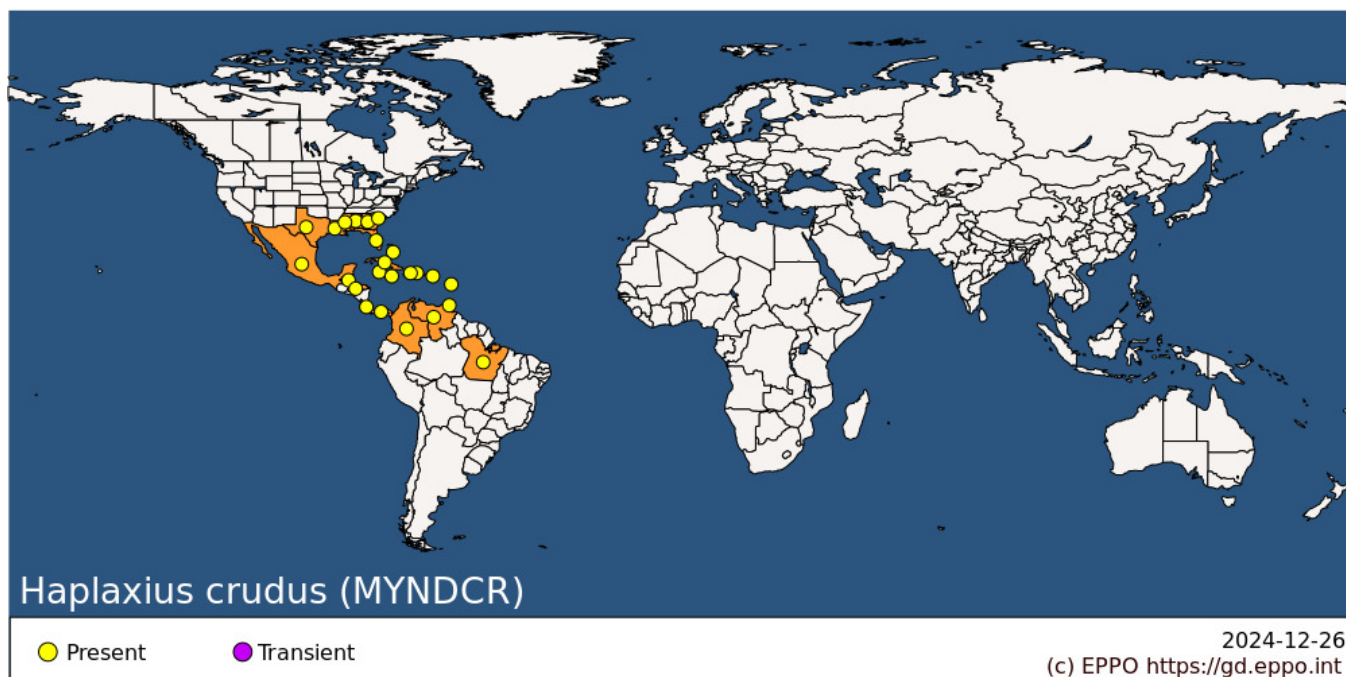 Haplaxius crudus (MYNDCR)
Present
Transient
2024-12-26
(c) EPPO https://gd.eppo.int